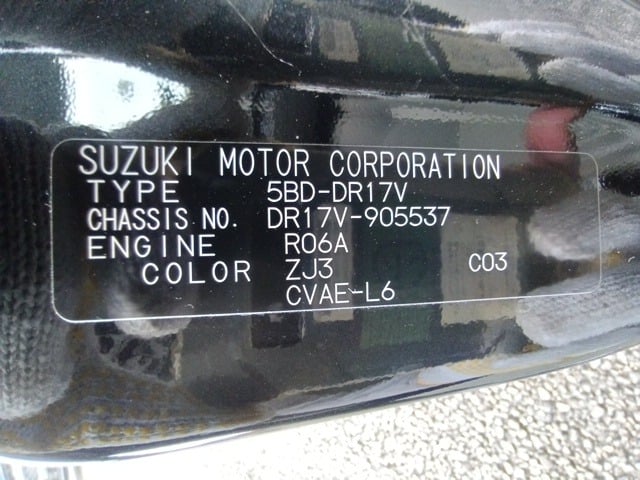 SUZUKI MOTOR CORPORATION
TYPE 5BD-DR17V
CHASSIS NO. DR17V-905537
ENGINE R06A
COLOR ZJ3 C03
CVAE-L6